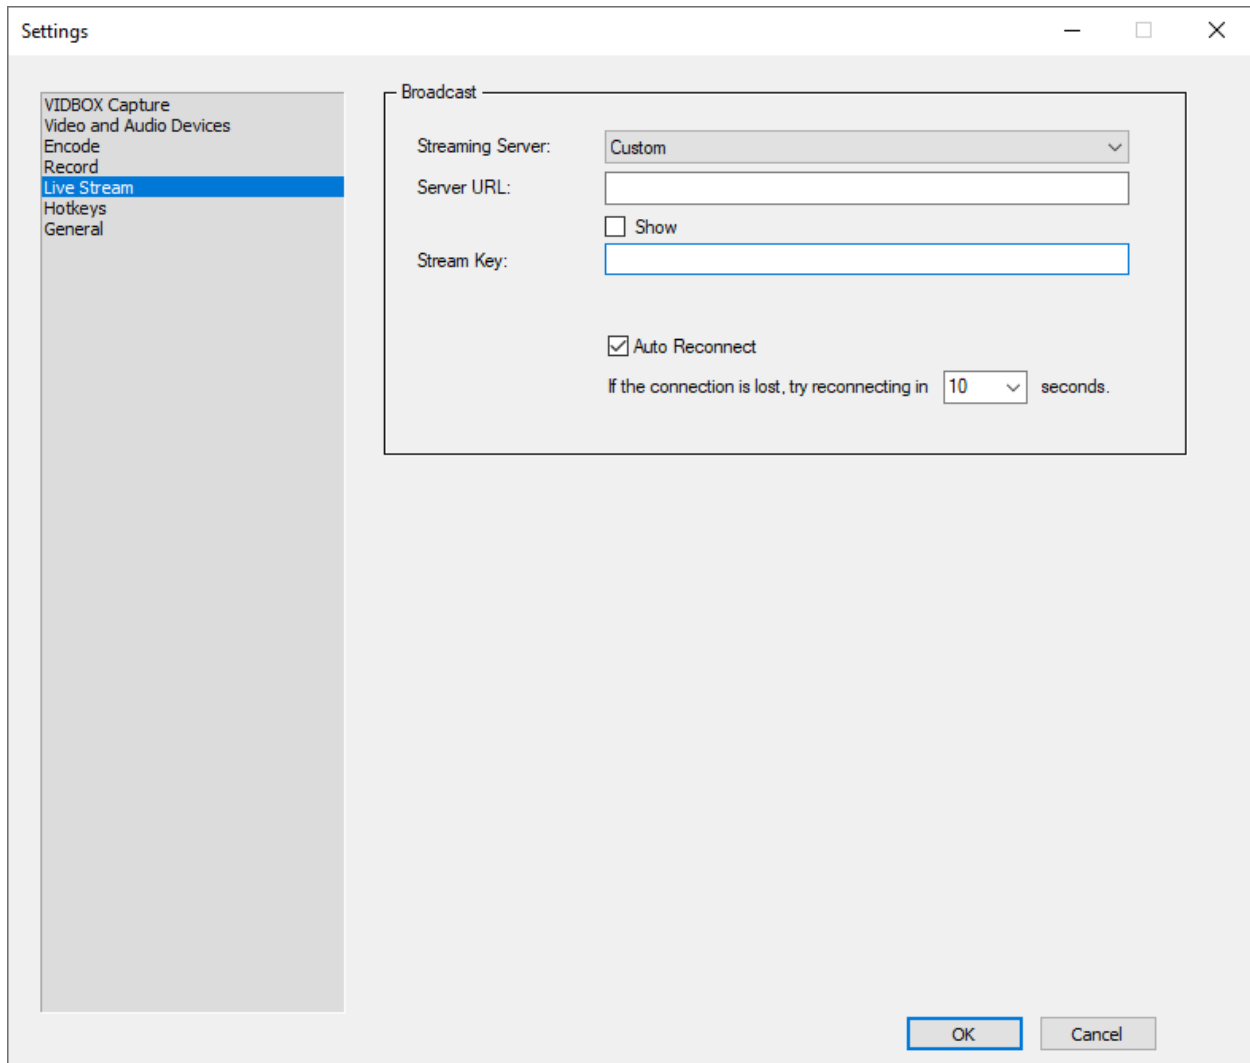 Settings
VIDBOX Capture
Video and Audio Devices
Encode
Record
Live Stream
Hotkeys
General
Broadcast
Streaming Server:
Custom
Server URL:
Show
Stream Key:
Auto Reconnect
If the connection is lost, try reconnecting in 10 seconds.
OK
Cancel